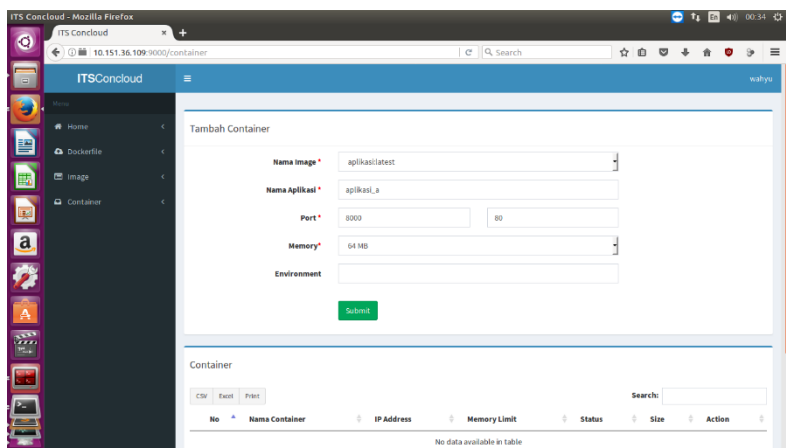 ITS Concloud - Mozilla Firefox
En 00:34
ITS Concloud × +
10.151.36.109:9000/container Search
ITSConcloud wahyu
Menu
Home
Dockerfile
Image
Container
Tambah Container
Nama Image * aplikasi:latest
Nama Aplikasi * aplikasi_a
Port * 8000 80
Memory* 64 MB
Environment
Submit
Container
CSV Excel Print Search:
No Nama Container IP Address Memory Limit Status Size Action
No data available in table